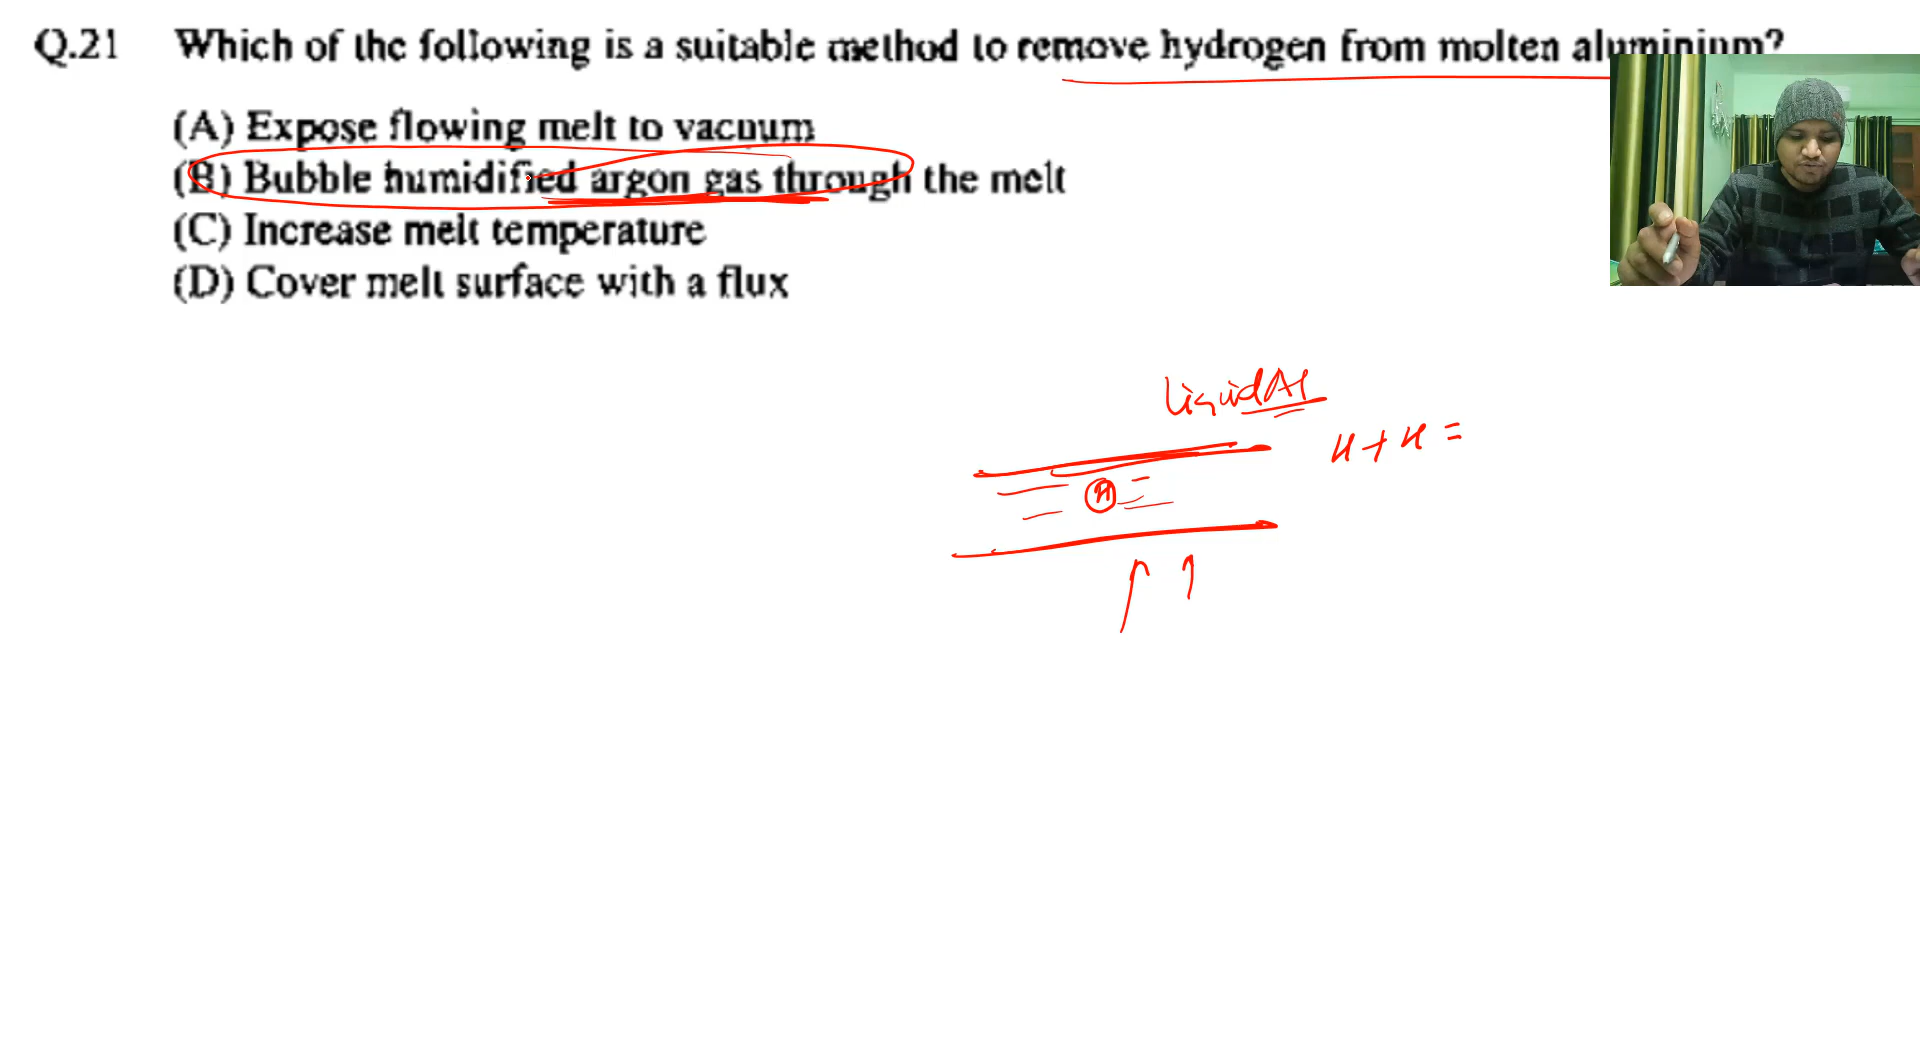 Q.21 Which of the following is a suitable method to remove hydrogen from molten aluminium?
(A) Expose flowing melt to vacuum
(B) Bubble humidified argon gas through the melt
(C) Increase melt temperature
(D) Cover melt surface with a flux
liquid Al
H + H =
H